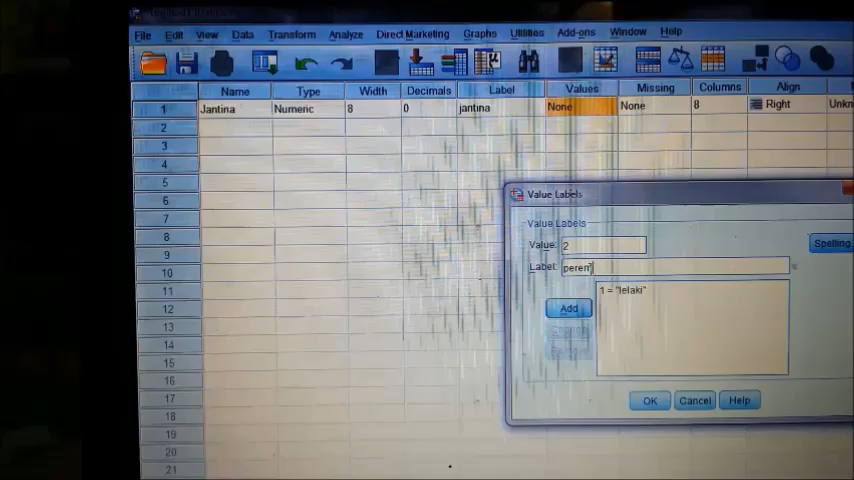 File Edit View Data Transform Analyze Direct Marketing Graphs Utilities Add-ons Window Help
Name Type Width Decimals Label Values Missing Columns Align
1 Jantina Numeric 8 0 jantina None None 8 Right Unkn
2
3
4
5
6
7
8
9
10
11
12
13
14
15
16
17
18
19
20
21
Value Labels
Value Labels
Value: 2
Spelling
Label: peren
1 = "lelaki"
Add
OK Cancel Help